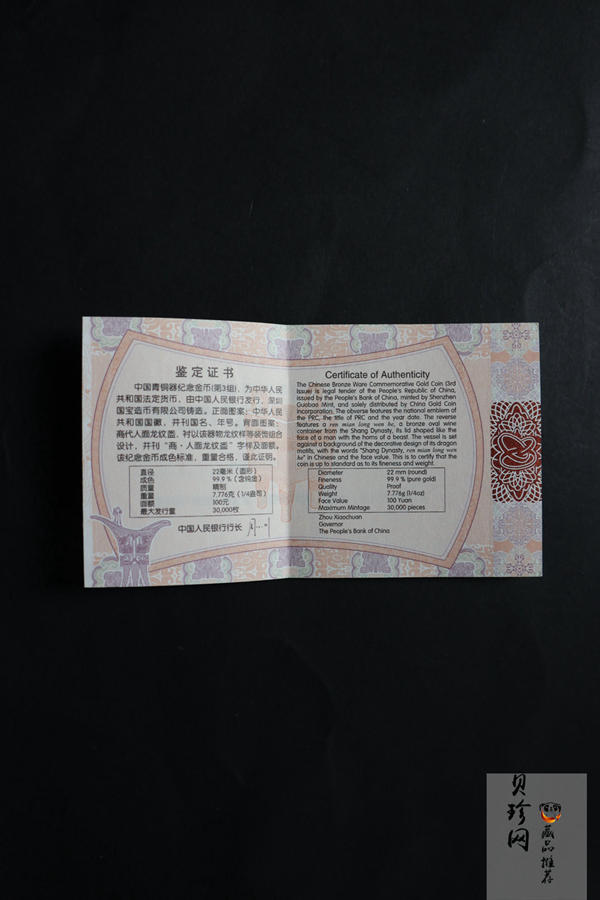 鉴定证书
中国青铜器纪念金币(第3组)，为中华人民
共和国法定货币，由中国人民银行发行，深圳
国宝造币有限公司铸造。正面图案：中华人民
共和国国徽，并刊国名、年号。背面图案：
商代人面龙纹盉，衬以该器物龙纹样等装饰组合
设计，并刊“商·人面龙纹盉”字样及面额。
该纪念金币成色标准，重量合格，谨此证明。
直径 22毫米(圆形)
成色 99.9％(含纯金)
质量 精制
重量 7.776克(1/4盎司)
面额 100元
最大发行量 30,000枚
中国人民银行行长
Certificate of Authenticity
The Chinese Bronze Ware Commemorative Gold Coin (3rd
Issue) is legal tender of the People's Republic of China,
issued by the People's Bank of China, minted by Shenzhen
Guobao Mint, and solely distributed by China Gold Coin
Incorporation. The obverse features the national emblem of
the PRC, the title of PRC and the year date. The reverse
features a ren mian long wen he, a bronze oval wine
container from the Shang Dynasty, its lid shaped like the
face of a man with the horns of a beast. The vessel is set
against a background of the decorative design of its dragon
motifs, with the words "Shang Dynasty, ren mian long wen
he" in Chinese and the face value. This is to certify that the
coin is up to standard as to its fineness and weight.
Diameter 22 mm (round)
Fineness 99.9 % (pure gold)
Quality Proof
Weight 7.776g (1/4oz)
Face Value 100 Yuan
Maximum Mintage 30,000 pieces
Zhou Xiaochuan
Governor
The People's Bank of China
贝珍网
藏品推荐